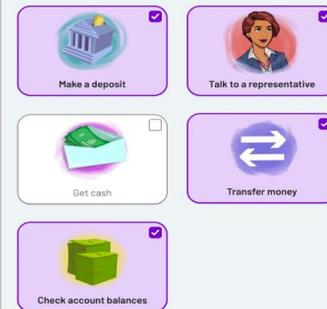 Make a deposit
Talk to a representative
Get cash
Transfer money
Check account balances